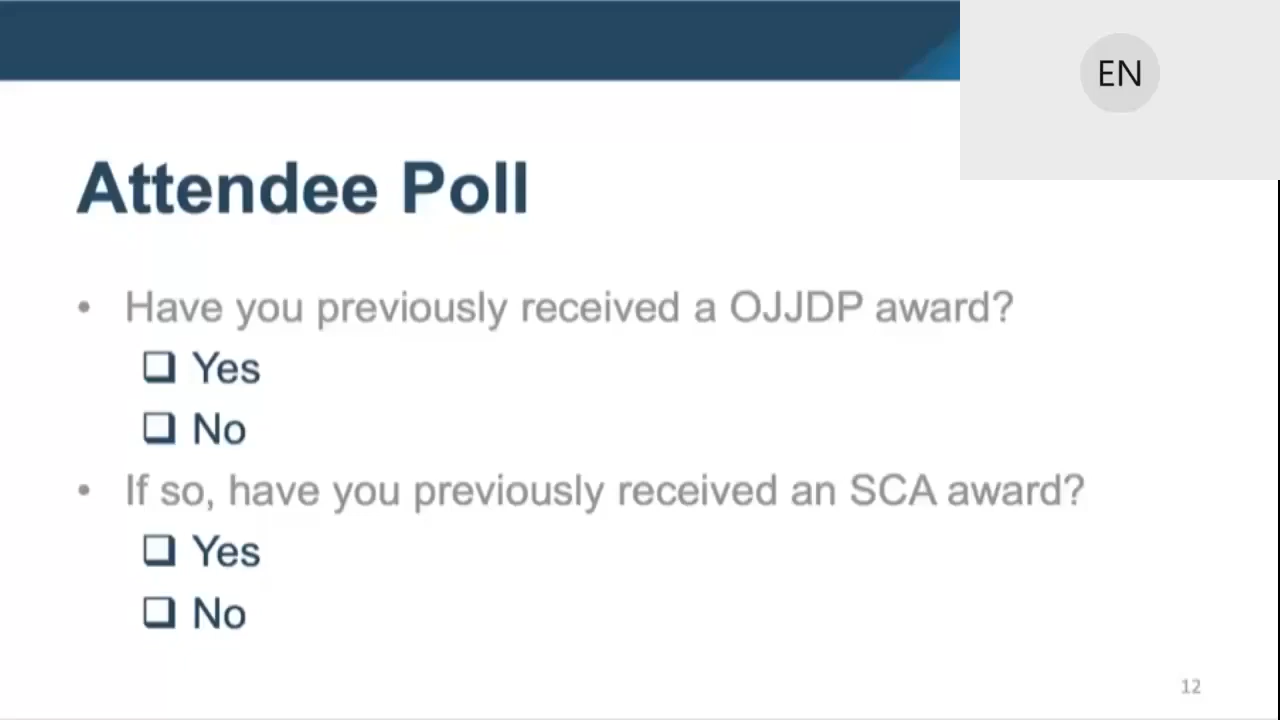 EN
Attendee Poll
• Have you previously received a OJJDP award?
❑ Yes
❑ No
• If so, have you previously received an SCA award?
❑ Yes
❑ No
12